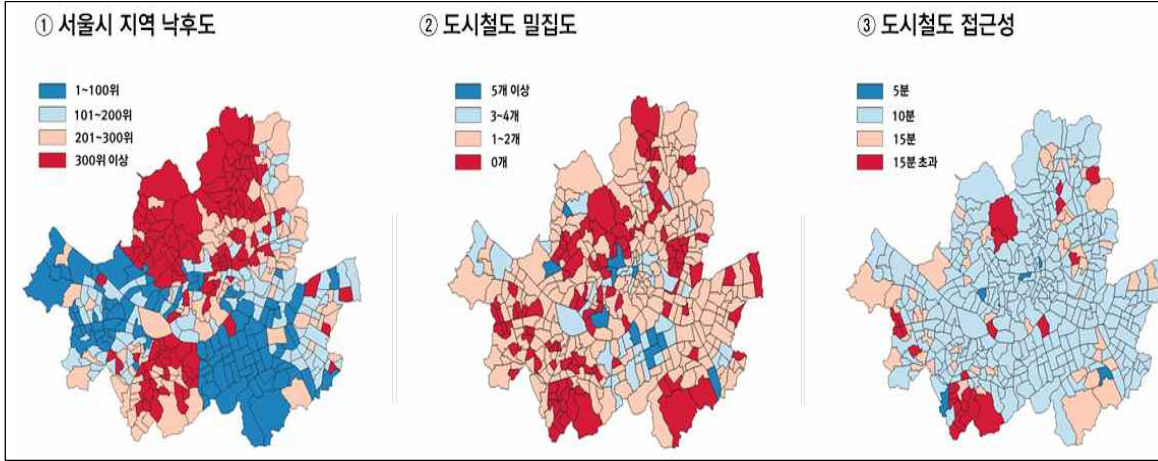 ① 서울시 지역 낙후도
1~100위
101~200위
201~300위
300위 이상
② 도시철도 밀집도
5개 이상
3~4개
1~2개
0개
③ 도시철도 접근성
5분
10분
15분
15분 초과